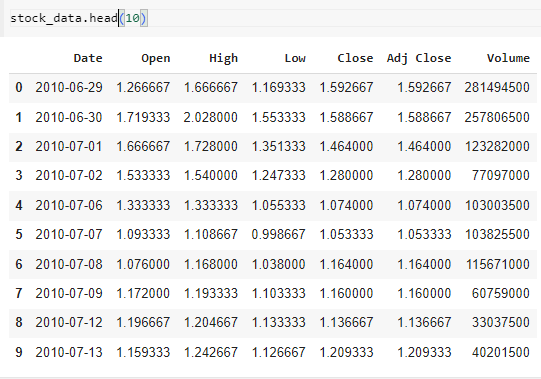 stock_data.head(10)
Date Open High Low Close Adj Close Volume
0 2010-06-29 1.266667 1.666667 1.169333 1.592667 1.592667 281494500
1 2010-06-30 1.719333 2.028000 1.553333 1.588667 1.588667 257806500
2 2010-07-01 1.666667 1.728000 1.351333 1.464000 1.464000 123282000
3 2010-07-02 1.533333 1.540000 1.247333 1.280000 1.280000 77097000
4 2010-07-06 1.333333 1.333333 1.055333 1.074000 1.074000 103003500
5 2010-07-07 1.093333 1.108667 0.998667 1.053333 1.053333 103825500
6 2010-07-08 1.076000 1.168000 1.038000 1.164000 1.164000 115671000
7 2010-07-09 1.172000 1.193333 1.103333 1.160000 1.160000 60759000
8 2010-07-12 1.196667 1.204667 1.133333 1.136667 1.136667 33037500
9 2010-07-13 1.159333 1.242667 1.126667 1.209333 1.209333 40201500